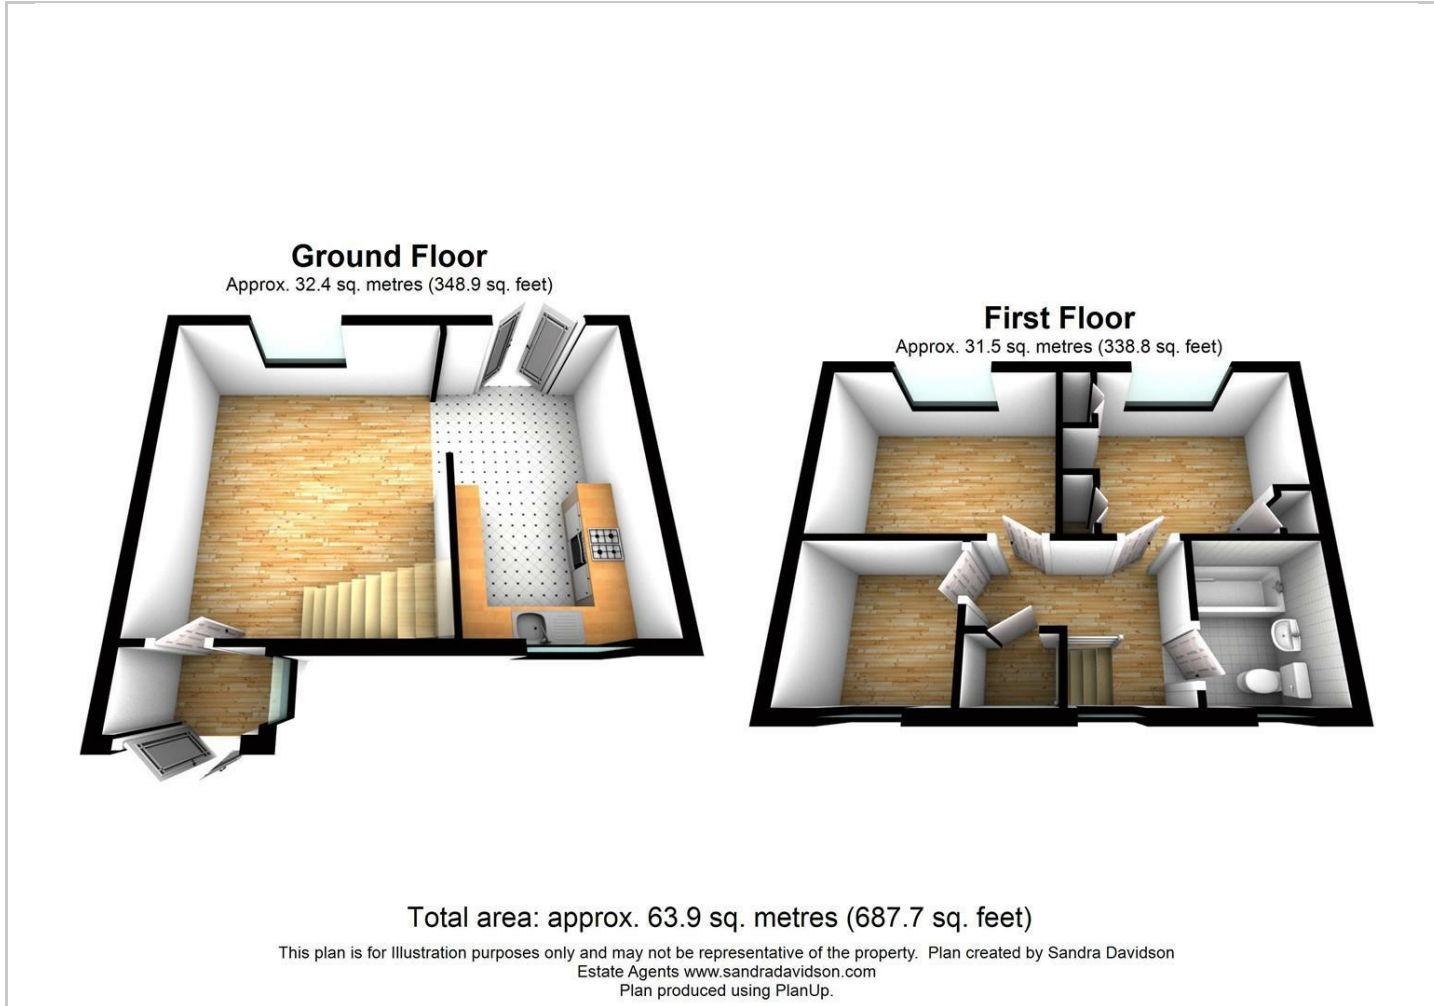 Ground Floor
Approx. 32.4 sq. metres (348.9 sq. feet)
First Floor
Approx. 31.5 sq. metres (338.8 sq. feet)
Total area: approx. 63.9 sq. metres (687.7 sq. feet)
This plan is for Illustration purposes only and may not be representative of the property.  Plan created by Sandra Davidson
Estate Agents www.sandradavidson.com
Plan produced using PlanUp.